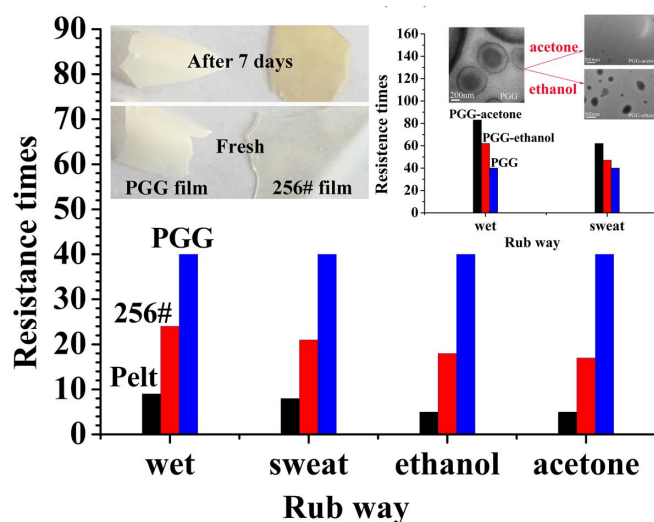 After 7 days
Fresh
PGG film
256# film
Resistance times
90
80
70
60
50
40
30
20
10
0
PGG
256#
Pelt
wet
sweat
ethanol
acetone
Rub way
Resistence times
160
140
120
100
80
60
40
20
0
200nm
PGG
acetone
ethanol
PGG-acetone
PGG-ethanol
PGG
wet
sweat
Rub way